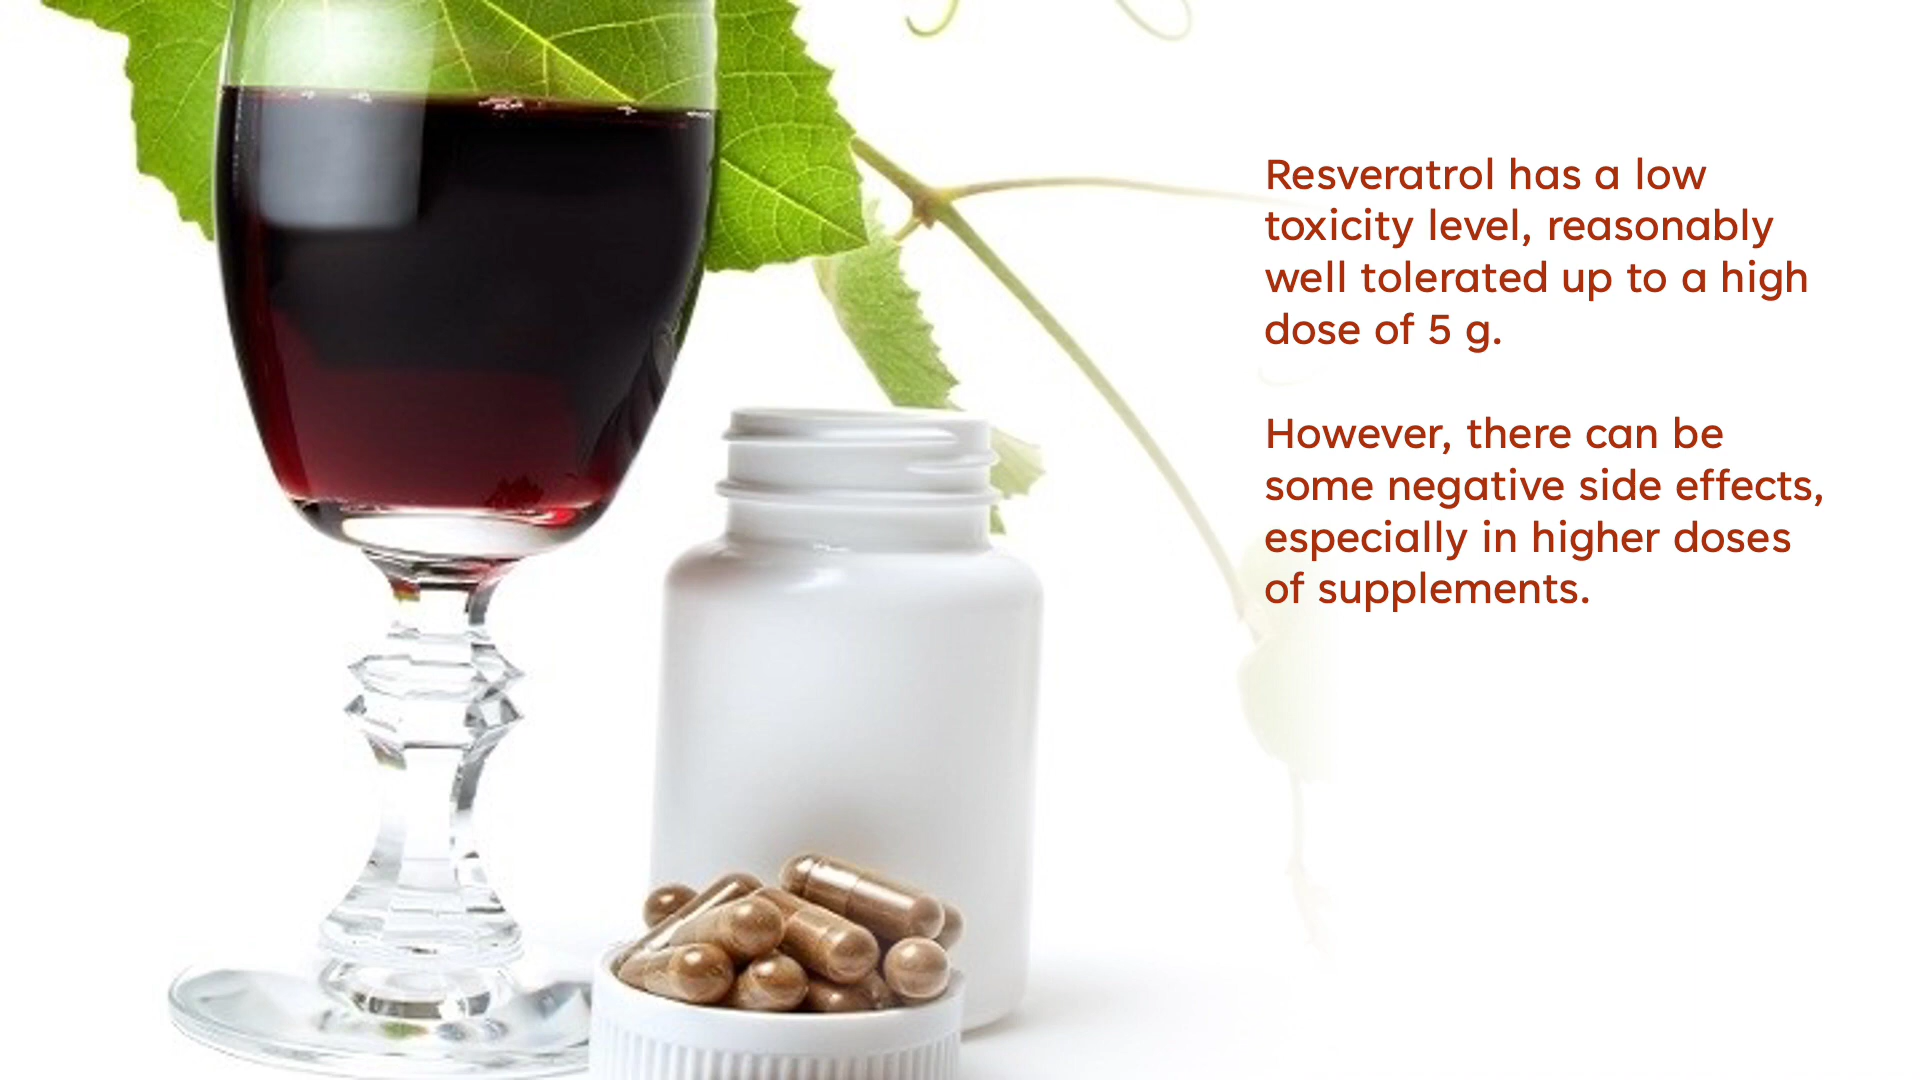 Resveratrol has a low
toxicity level, reasonably
well tolerated up to a high
dose of 5 g.
However, there can be
some negative side effects,
especially in higher doses
of supplements.